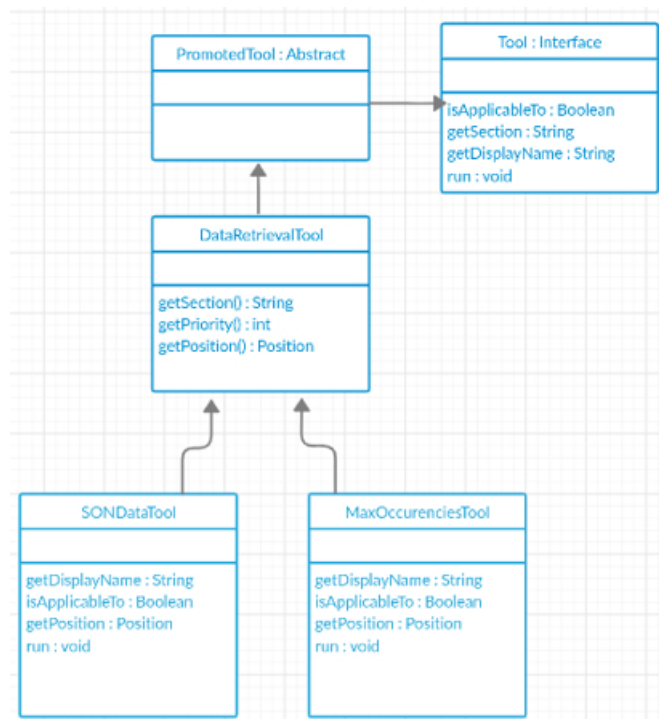 PromotedTool : Abstract
Tool : Interface
isApplicableTo : Boolean
getSection : String
getDisplayName : String
run : void
DataRetrievalTool
getSection() : String
getPriority() : int
getPosition() : Position
SONDataTool
getDisplayName : String
isApplicableTo : Boolean
getPosition : Position
run : void
MaxOccurenciesTool
getDisplayName : String
isApplicableTo : Boolean
getPosition : Position
run : void